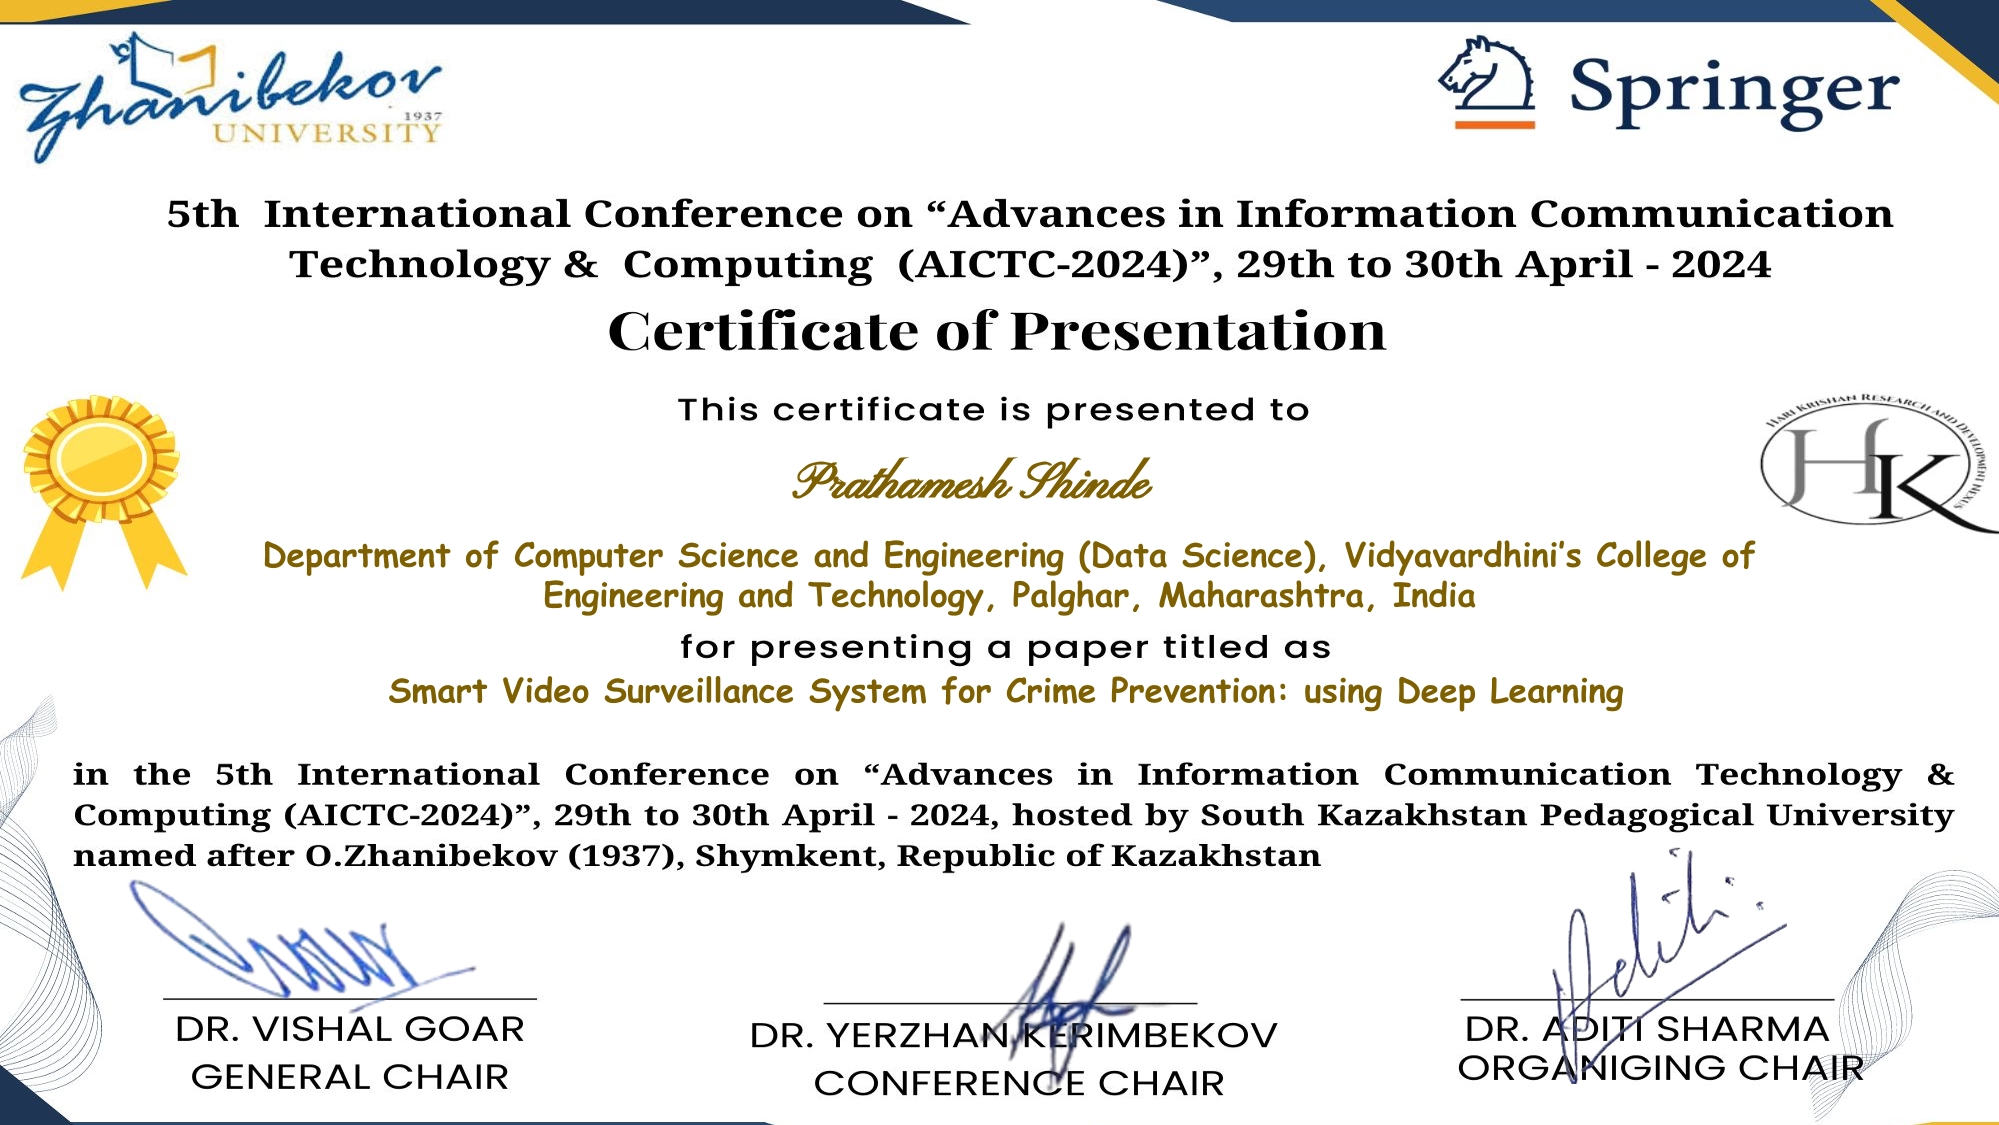 Zhanibekov
1937
UNIVERSITY
Springer
5th International Conference on “Advances in Information Communication
Technology & Computing (AICTC-2024)”, 29th to 30th April - 2024
Certificate of Presentation
This certificate is presented to
HARI KRISHAN RESEARCH AND DEVELOPMENT NEXUS
HK
Prathamesh Shinde
Department of Computer Science and Engineering (Data Science), Vidyavardhini’s College of
Engineering and Technology, Palghar, Maharashtra, India
for presenting a paper titled as
Smart Video Surveillance System for Crime Prevention: using Deep Learning
in the 5th International Conference on “Advances in Information Communication Technology &
Computing (AICTC-2024)”, 29th to 30th April - 2024, hosted by South Kazakhstan Pedagogical University
named after O.Zhanibekov (1937), Shymkent, Republic of Kazakhstan
Aditi
DR. VISHAL GOAR
GENERAL CHAIR
DR. YERZHAN KERIMBEKOV
CONFERENCE CHAIR
DR. ADITI SHARMA
ORGANIGING CHAIR